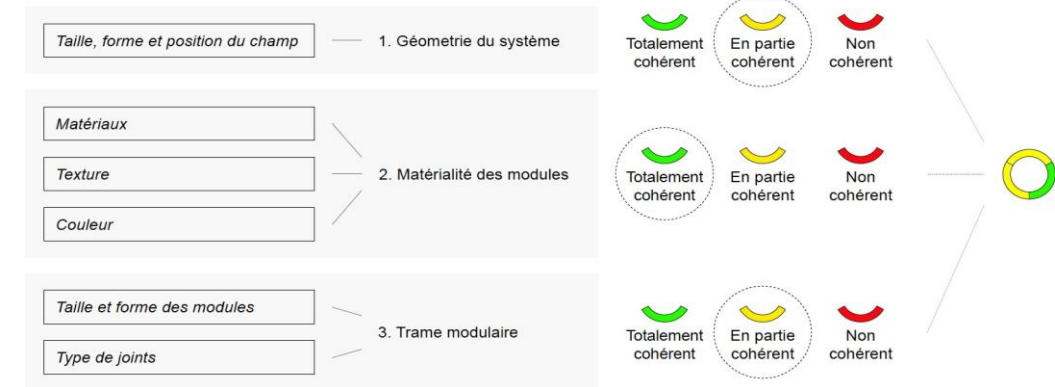 Taille, forme et position du champ
1. Géometrie du système
Totalement cohérent
En partie cohérent
Non cohérent
Matériaux
Texture
Couleur
2. Matérialité des modules
Totalement cohérent
En partie cohérent
Non cohérent
Taille et forme des modules
Type de joints
3. Trame modulaire
Totalement cohérent
En partie cohérent
Non cohérent